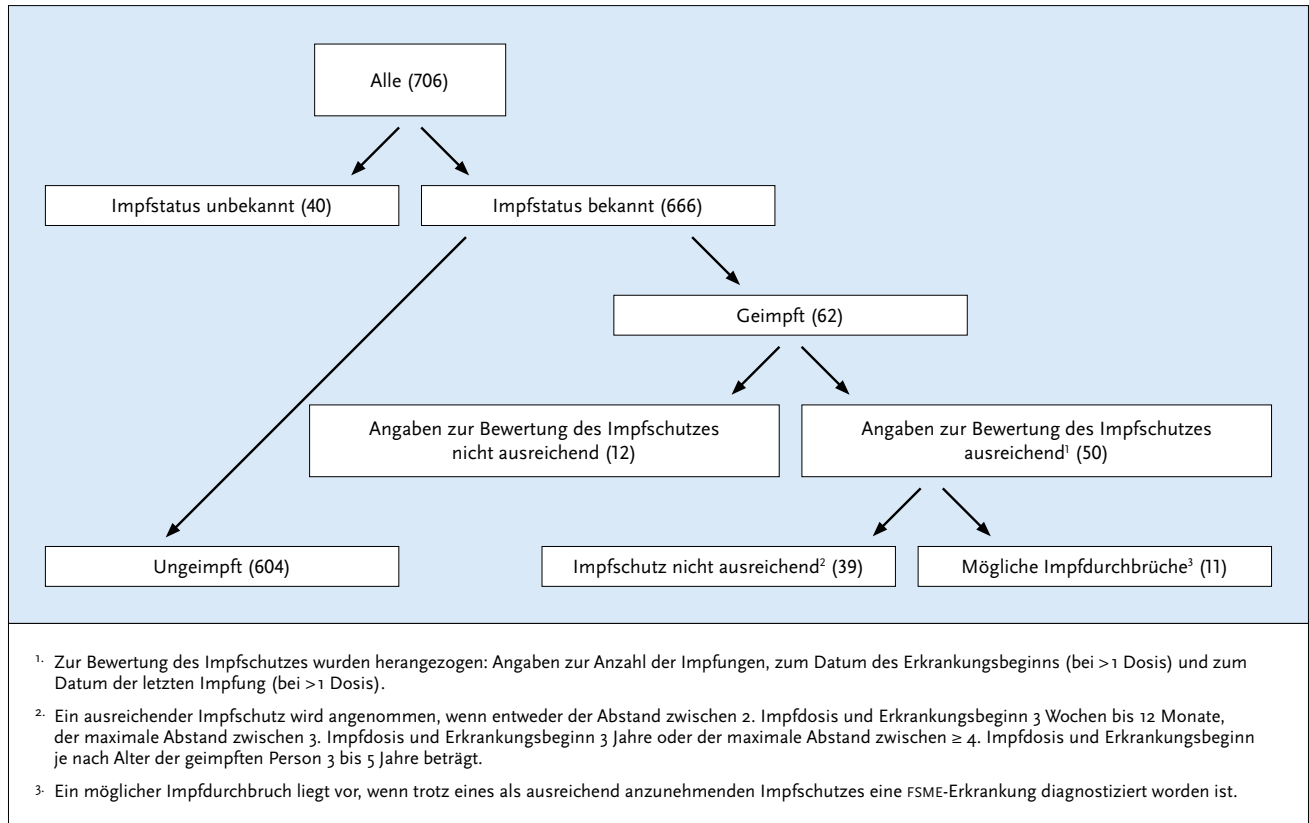 Alle (706)
Impfstatus unbekannt (40)
Impfstatus bekannt (666)
Geimpft (62)
Angaben zur Bewertung des Impfschutzes
nicht ausreichend (12)
Angaben zur Bewertung des Impfschutzes
ausreichend¹ (50)
Ungeimpft (604)
Impfschutz nicht ausreichend² (39)
Mögliche Impfdurchbrüche³ (11)
1. Zur Bewertung des Impfschutzes wurden herangezogen: Angaben zur Anzahl der Impfungen, zum Datum des Erkrankungsbeginns (bei >1 Dosis) und zum
Datum der letzten Impfung (bei >1 Dosis).
2. Ein ausreichender Impfschutz wird angenommen, wenn entweder der Abstand zwischen 2. Impfdosis und Erkrankungsbeginn 3 Wochen bis 12 Monate,
der maximale Abstand zwischen 3. Impfdosis und Erkrankungsbeginn 3 Jahre oder der maximale Abstand zwischen ≥ 4. Impfdosis und Erkrankungsbeginn
je nach Alter der geimpften Person 3 bis 5 Jahre beträgt.
3. Ein möglicher Impfdurchbruch liegt vor, wenn trotz eines als ausreichend anzunehmenden Impfschutzes eine FSME-Erkrankung diagnostiziert worden ist.